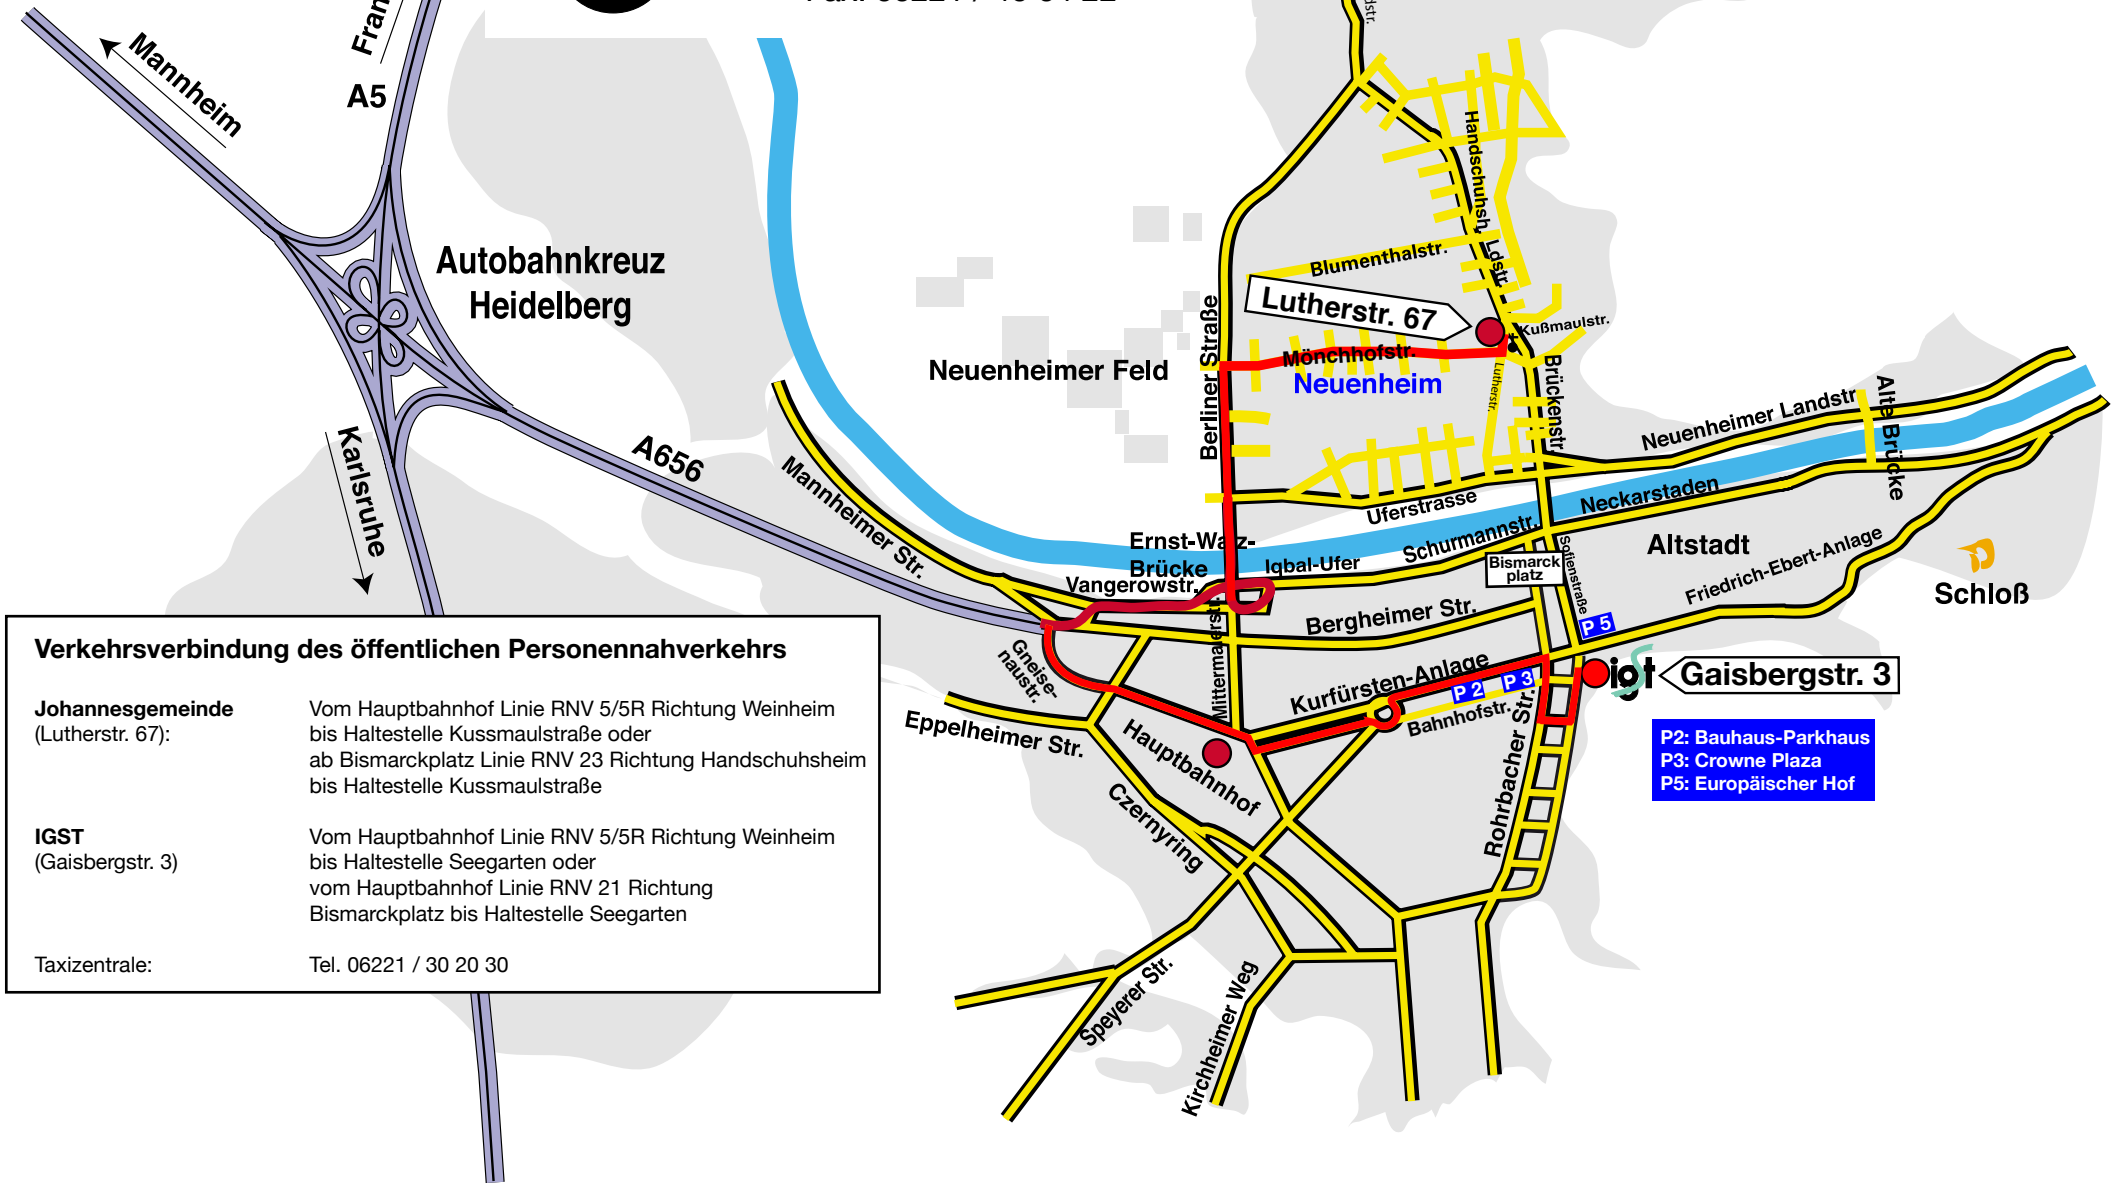 Mannheim
A5
Autobahnkreuz
Heidelberg
Karlsruhe
A656
Mannheimer Str.
Neuenheimer Feld
Berliner Straße
Handschuhsh. Ldstr.
Blumenthalstr.
Lutherstr. 67
Kußmaulstr.
Mönchhofstr.
Neuenheim
Lutherstr.
Brückenstr.
Neuenheimer Landstr.
Alte Brücke
Uferstrasse
Neckarstaden
Ernst-Walz-
Brücke
Iqbal-Ufer
Schurmannstr.
Bismarck
platz
Sofienstraße
Altstadt
Friedrich-Ebert-Anlage
Schloß
Vangerowstr.
Bergheimer Str.
Mittermaierstr.
Gneise-
naustr.
P 5
Kurfürsten-Anlage
P 2
P 3
Bahnhofstr.
igst
Gaisbergstr. 3
Eppelheimer Str.
Hauptbahnhof
Czernyring
Rohrbacher Str.
P2: Bauhaus-Parkhaus
P3: Crowne Plaza
P5: Europäischer Hof
Speyerer Str.
Kirchheimer Weg
Verkehrsverbindung des öffentlichen Personennahverkehrs
Johannesgemeinde Vom Hauptbahnhof Linie RNV 5/5R Richtung Weinheim
(Lutherstr. 67): bis Haltestelle Kussmaulstraße oder
ab Bismarckplatz Linie RNV 23 Richtung Handschuhsheim
bis Haltestelle Kussmaulstraße
IGST Vom Hauptbahnhof Linie RNV 5/5R Richtung Weinheim
(Gaisbergstr. 3) bis Haltestelle Seegarten oder
vom Hauptbahnhof Linie RNV 21 Richtung
Bismarckplatz bis Haltestelle Seegarten
Taxizentrale: Tel. 06221 / 30 20 30